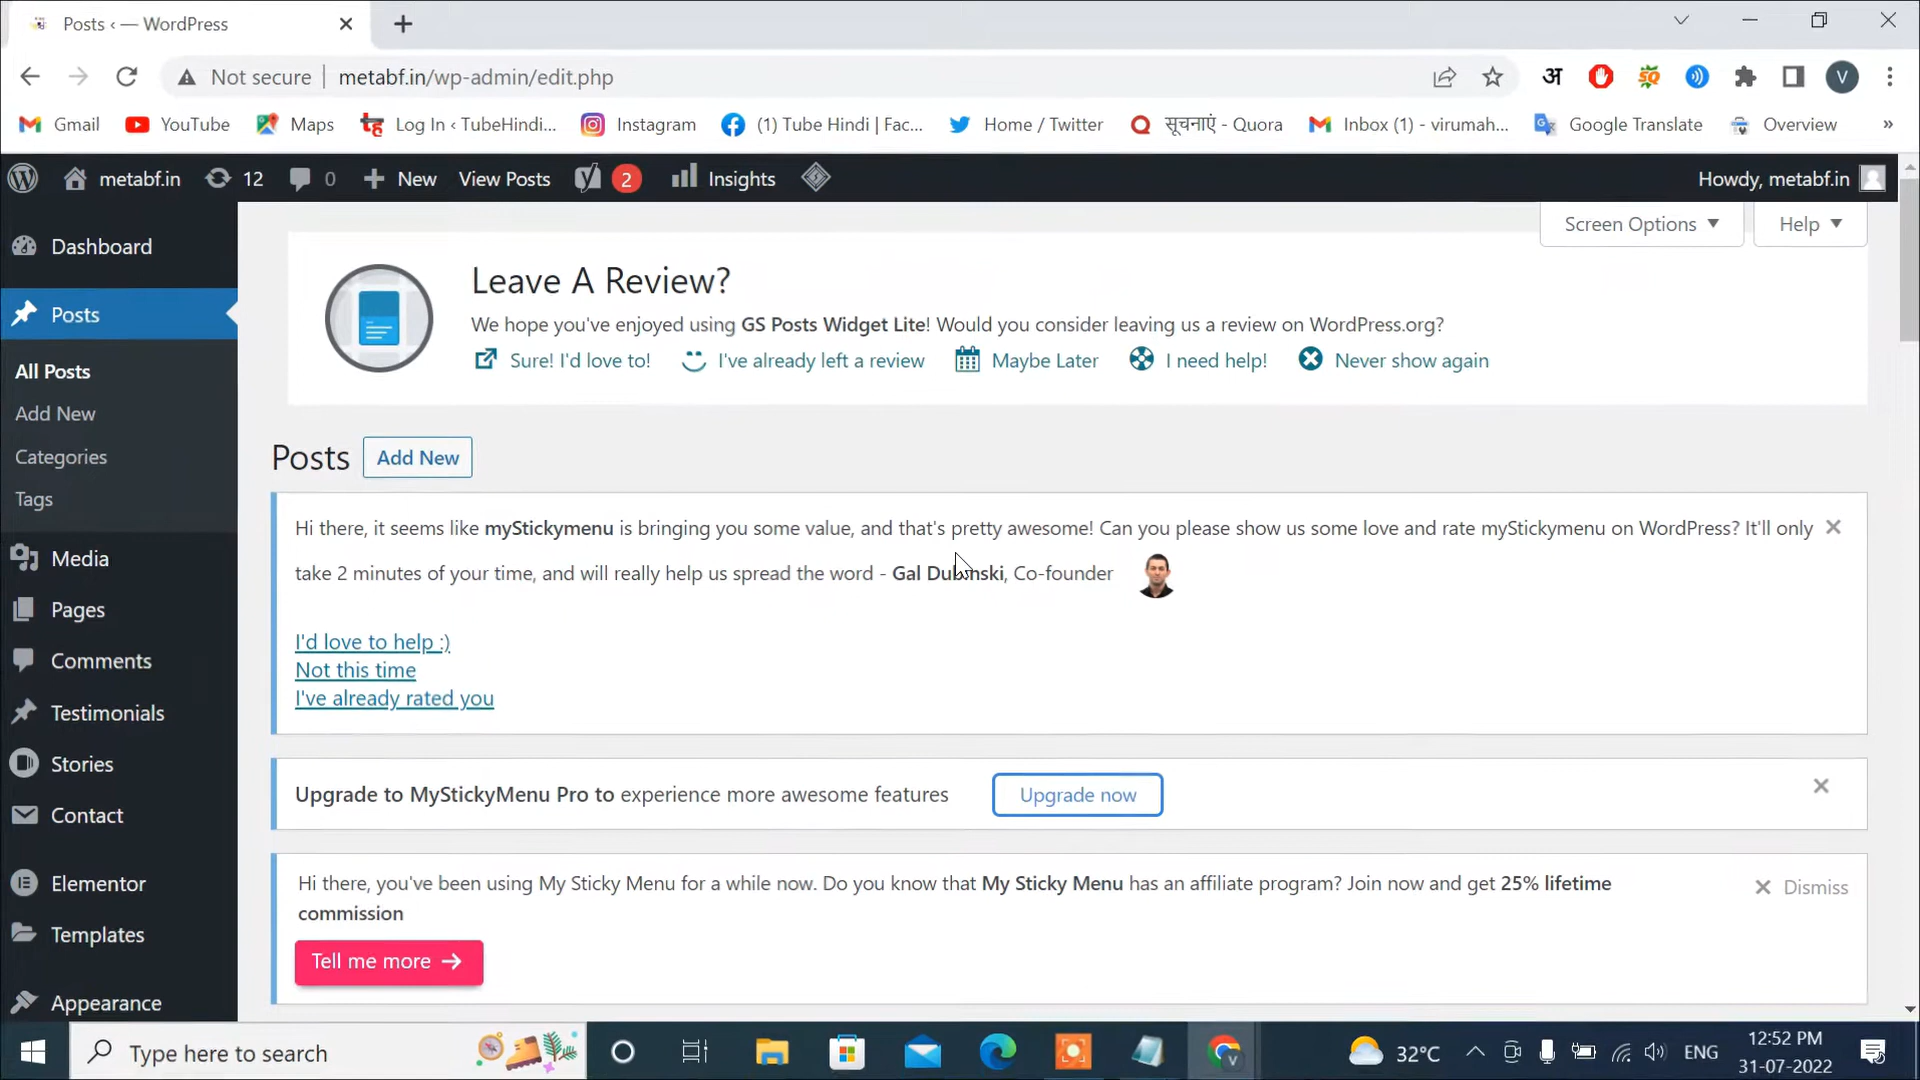 Posts ‹ — WordPress
Not secure
metabf.in/wp-admin/edit.php
अ
SQ
V
Gmail
YouTube
Maps
Log In ‹ TubeHindi...
Instagram
(1) Tube Hindi | Fac...
Home / Twitter
सूचनाएं - Quora
Inbox (1) - virumah...
Google Translate
Overview
»
metabf.in
12
0
New
View Posts
2
Insights
Howdy, metabf.in
Screen Options
Help
Dashboard
Posts
All Posts
Add New
Categories
Tags
Media
Pages
Comments
Testimonials
Stories
Contact
Elementor
Templates
Appearance
Leave A Review?
We hope you've enjoyed using GS Posts Widget Lite! Would you consider leaving us a review on WordPress.org?
Sure! I'd love to!
I've already left a review
Maybe Later
I need help!
Never show again
Posts
Add New
Hi there, it seems like myStickymenu is bringing you some value, and that's pretty awesome! Can you please show us some love and rate myStickymenu on WordPress? It'll only
take 2 minutes of your time, and will really help us spread the word - Gal Dubinski, Co-founder
I'd love to help :)
Not this time
I've already rated you
Upgrade to MyStickyMenu Pro to experience more awesome features
Upgrade now
Hi there, you've been using My Sticky Menu for a while now. Do you know that My Sticky Menu has an affiliate program? Join now and get 25% lifetime
commission
Dismiss
Tell me more →
Type here to search
32°C
ENG
12:52 PM
31-07-2022